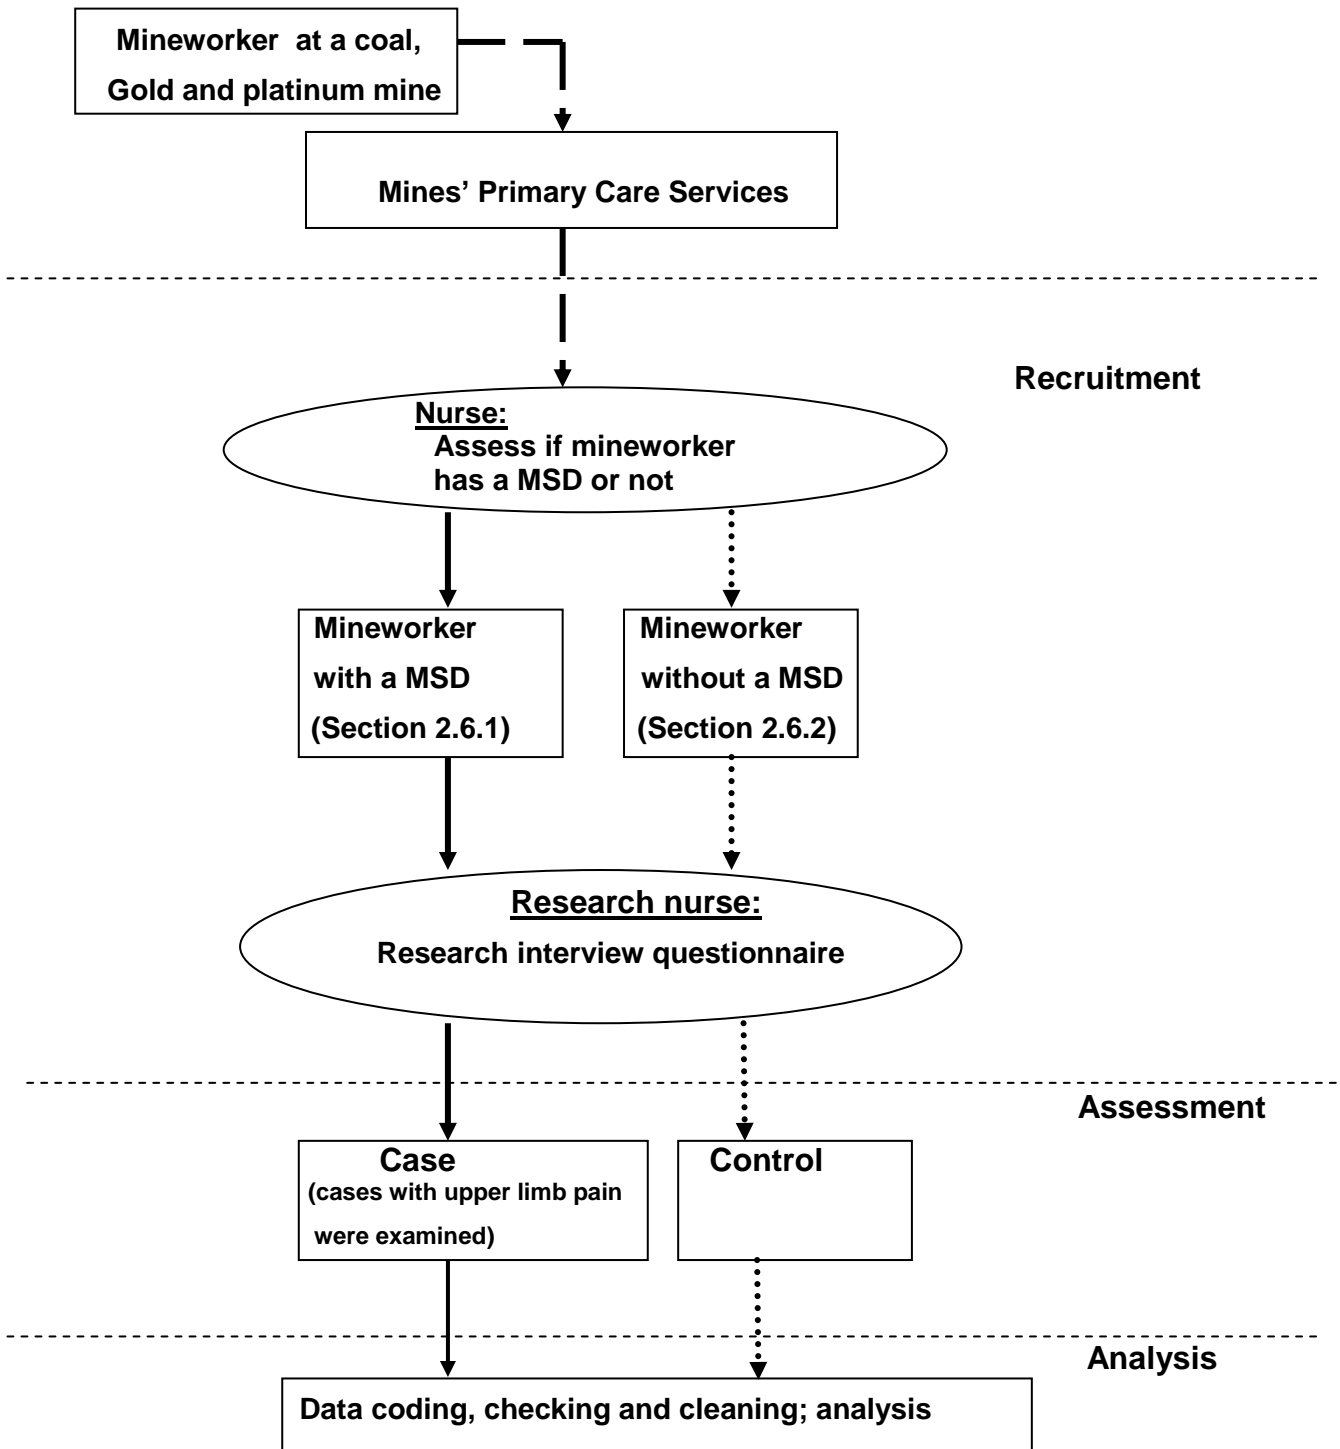 Mineworker at a coal,
Gold and platinum mine
Mines’ Primary Care Services
Recruitment
Nurse:
Assess if mineworker
has a MSD or not
Mineworker
with a MSD
(Section 2.6.1)
Mineworker
without a MSD
(Section 2.6.2)
Research nurse:
Research interview questionnaire
Assessment
Case
(cases with upper limb pain
were examined)
Control
Analysis
Data coding, checking and cleaning; analysis